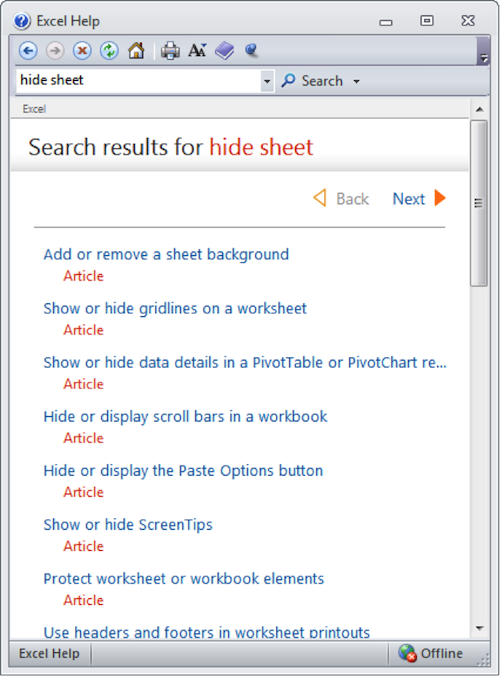 Excel Help
hide sheet
Search
Excel
Search results for hide sheet
Back Next
Add or remove a sheet background
Article
Show or hide gridlines on a worksheet
Article
Show or hide data details in a PivotTable or PivotChart re...
Article
Hide or display scroll bars in a workbook
Article
Hide or display the Paste Options button
Article
Show or hide ScreenTips
Article
Protect worksheet or workbook elements
Article
Use headers and footers in worksheet printouts
Excel Help Offline